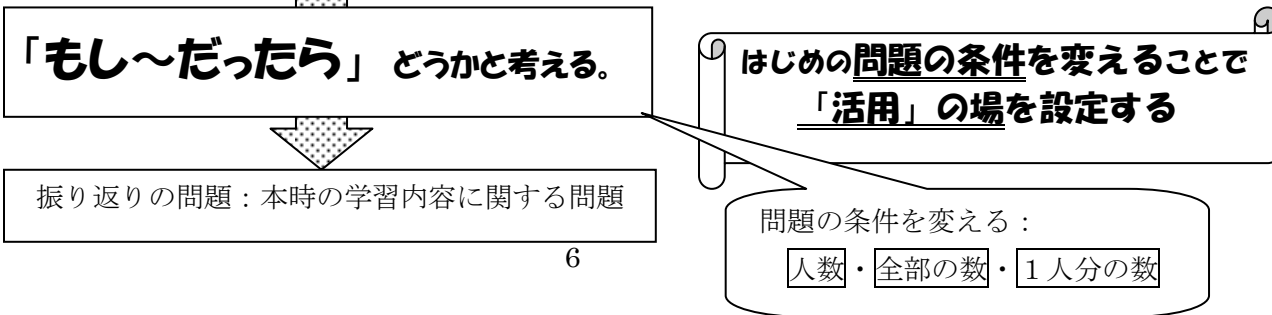 「もし～だったら」 どうかと考える。
はじめの問題の条件を変えることで
「活用」の場を設定する
振り返りの問題：本時の学習内容に関する問題
問題の条件を変える：
人数・全部の数・１人分の数
6